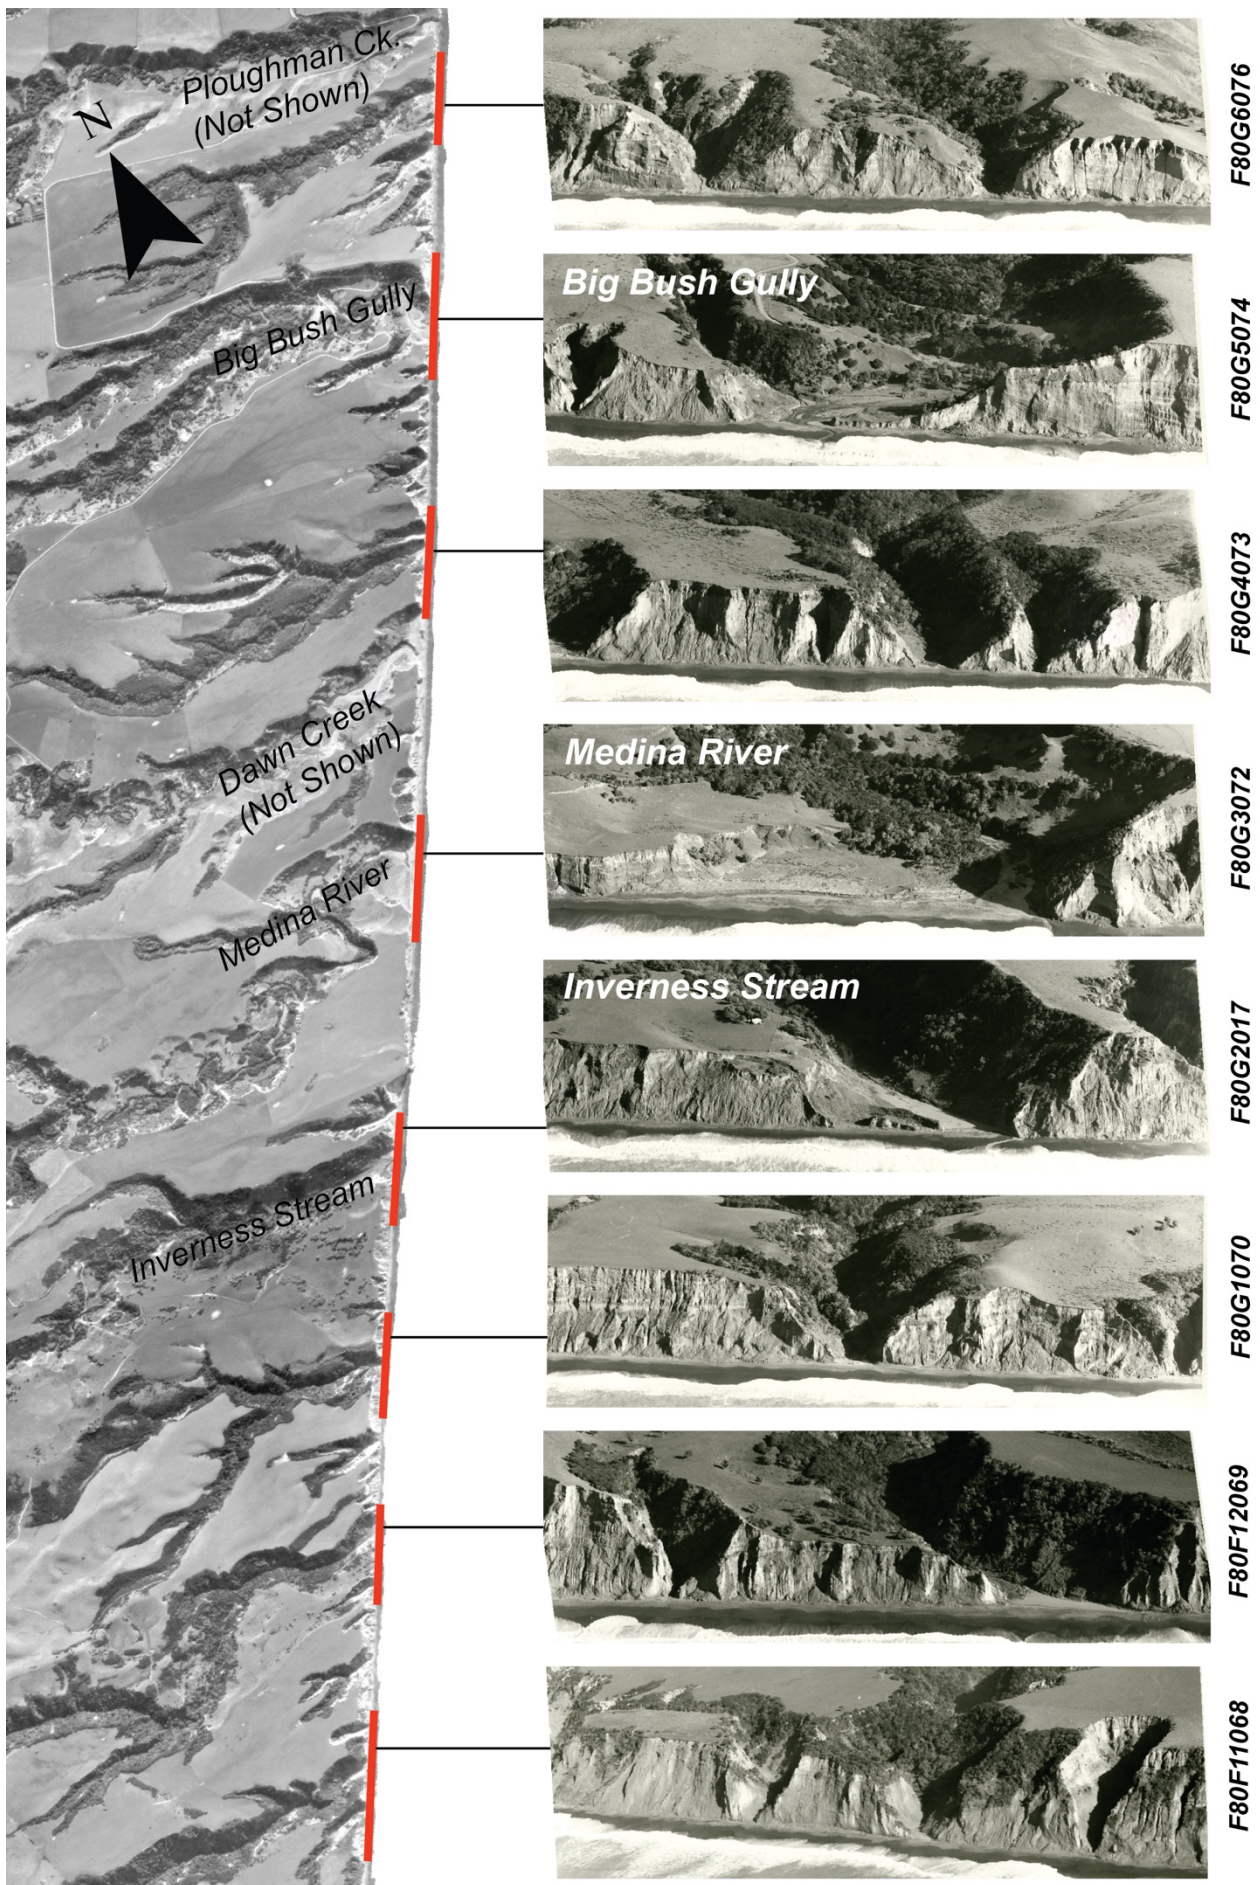 Ploughman Ck.
(Not Shown)
N
Big Bush Gully
Dawn Creek
(Not Shown)
Medina River
Inverness Stream
F80G6076
Big Bush Gully
F80G5074
F80G4073
Medina River
F80G3072
Inverness Stream
F80G2017
F80G1070
F80F12069
F80F11068